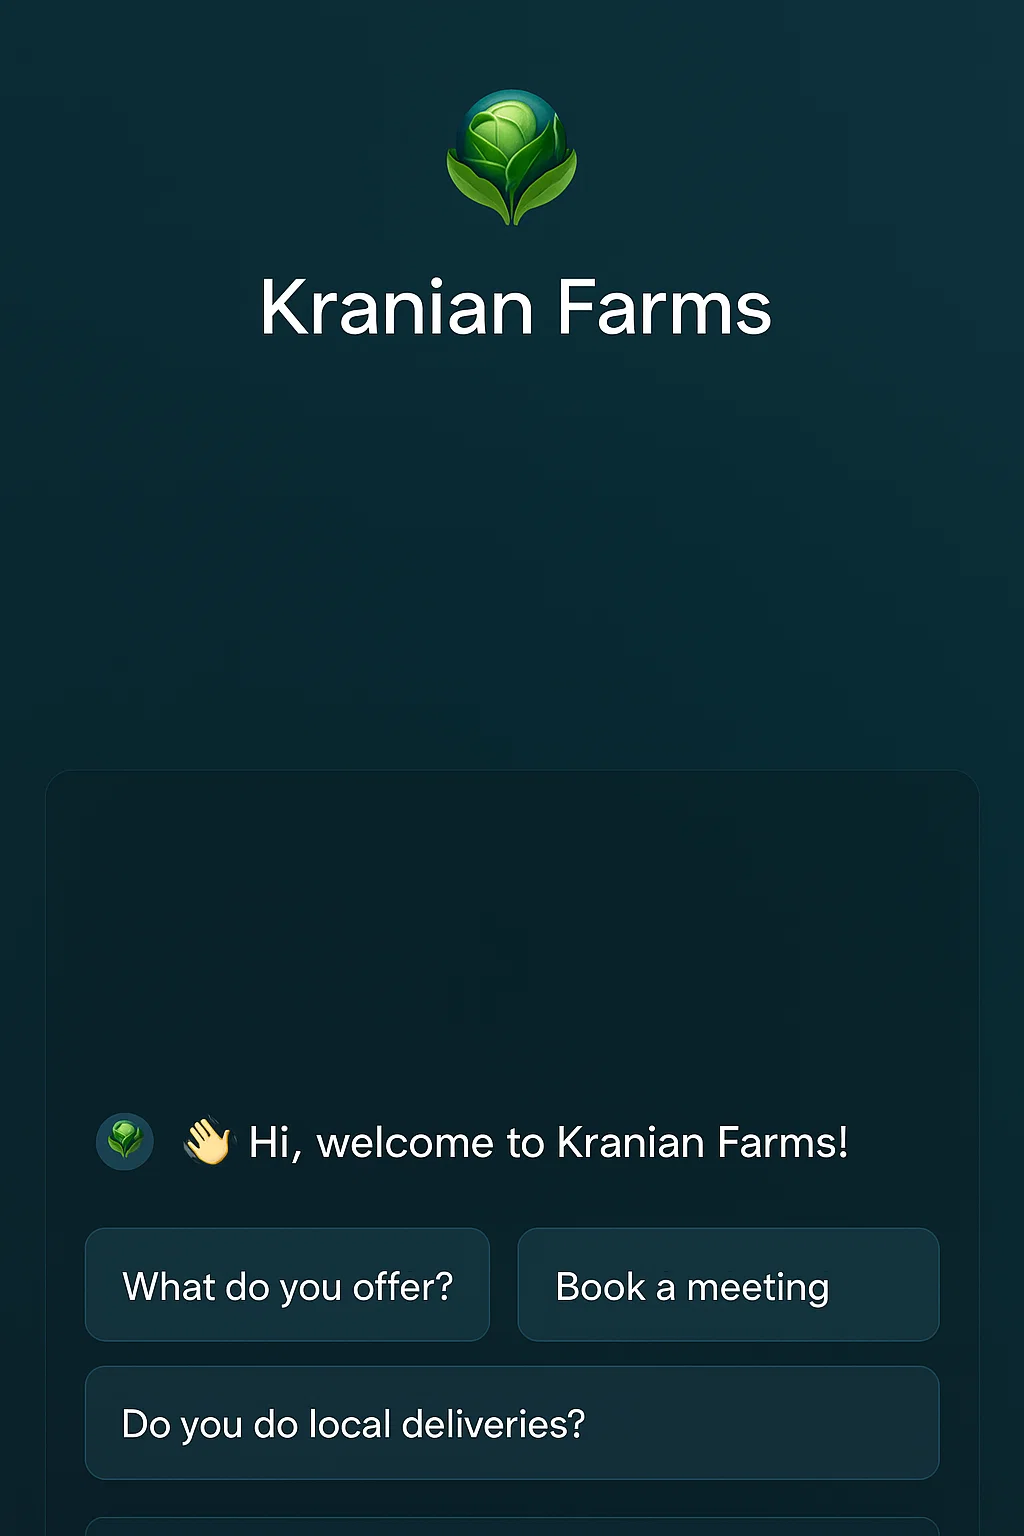 Kranian Farms
👋 Hi, welcome to Kranian Farms!
What do you offer?
Book a meeting
Do you do local deliveries?